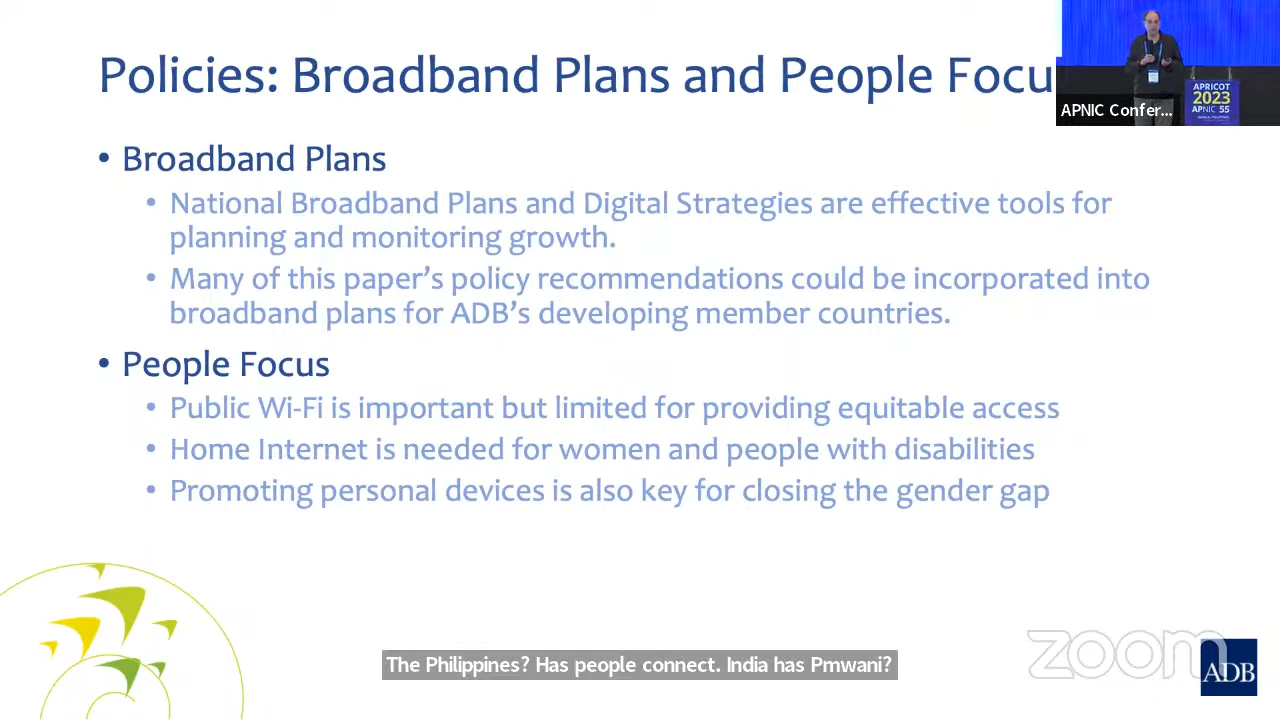 Policies: Broadband Plans and People Focu
APNIC Confer...
APRICOT
2023
APNIC 55
• Broadband Plans
• National Broadband Plans and Digital Strategies are effective tools for
planning and monitoring growth.
• Many of this paper's policy recommendations could be incorporated into
broadband plans for ADB's developing member countries.
• People Focus
• Public Wi-Fi is important but limited for providing equitable access
• Home Internet is needed for women and people with disabilities
• Promoting personal devices is also key for closing the gender gap
The Philippines? Has people connect. India has Pmwani?
zoom
ADB